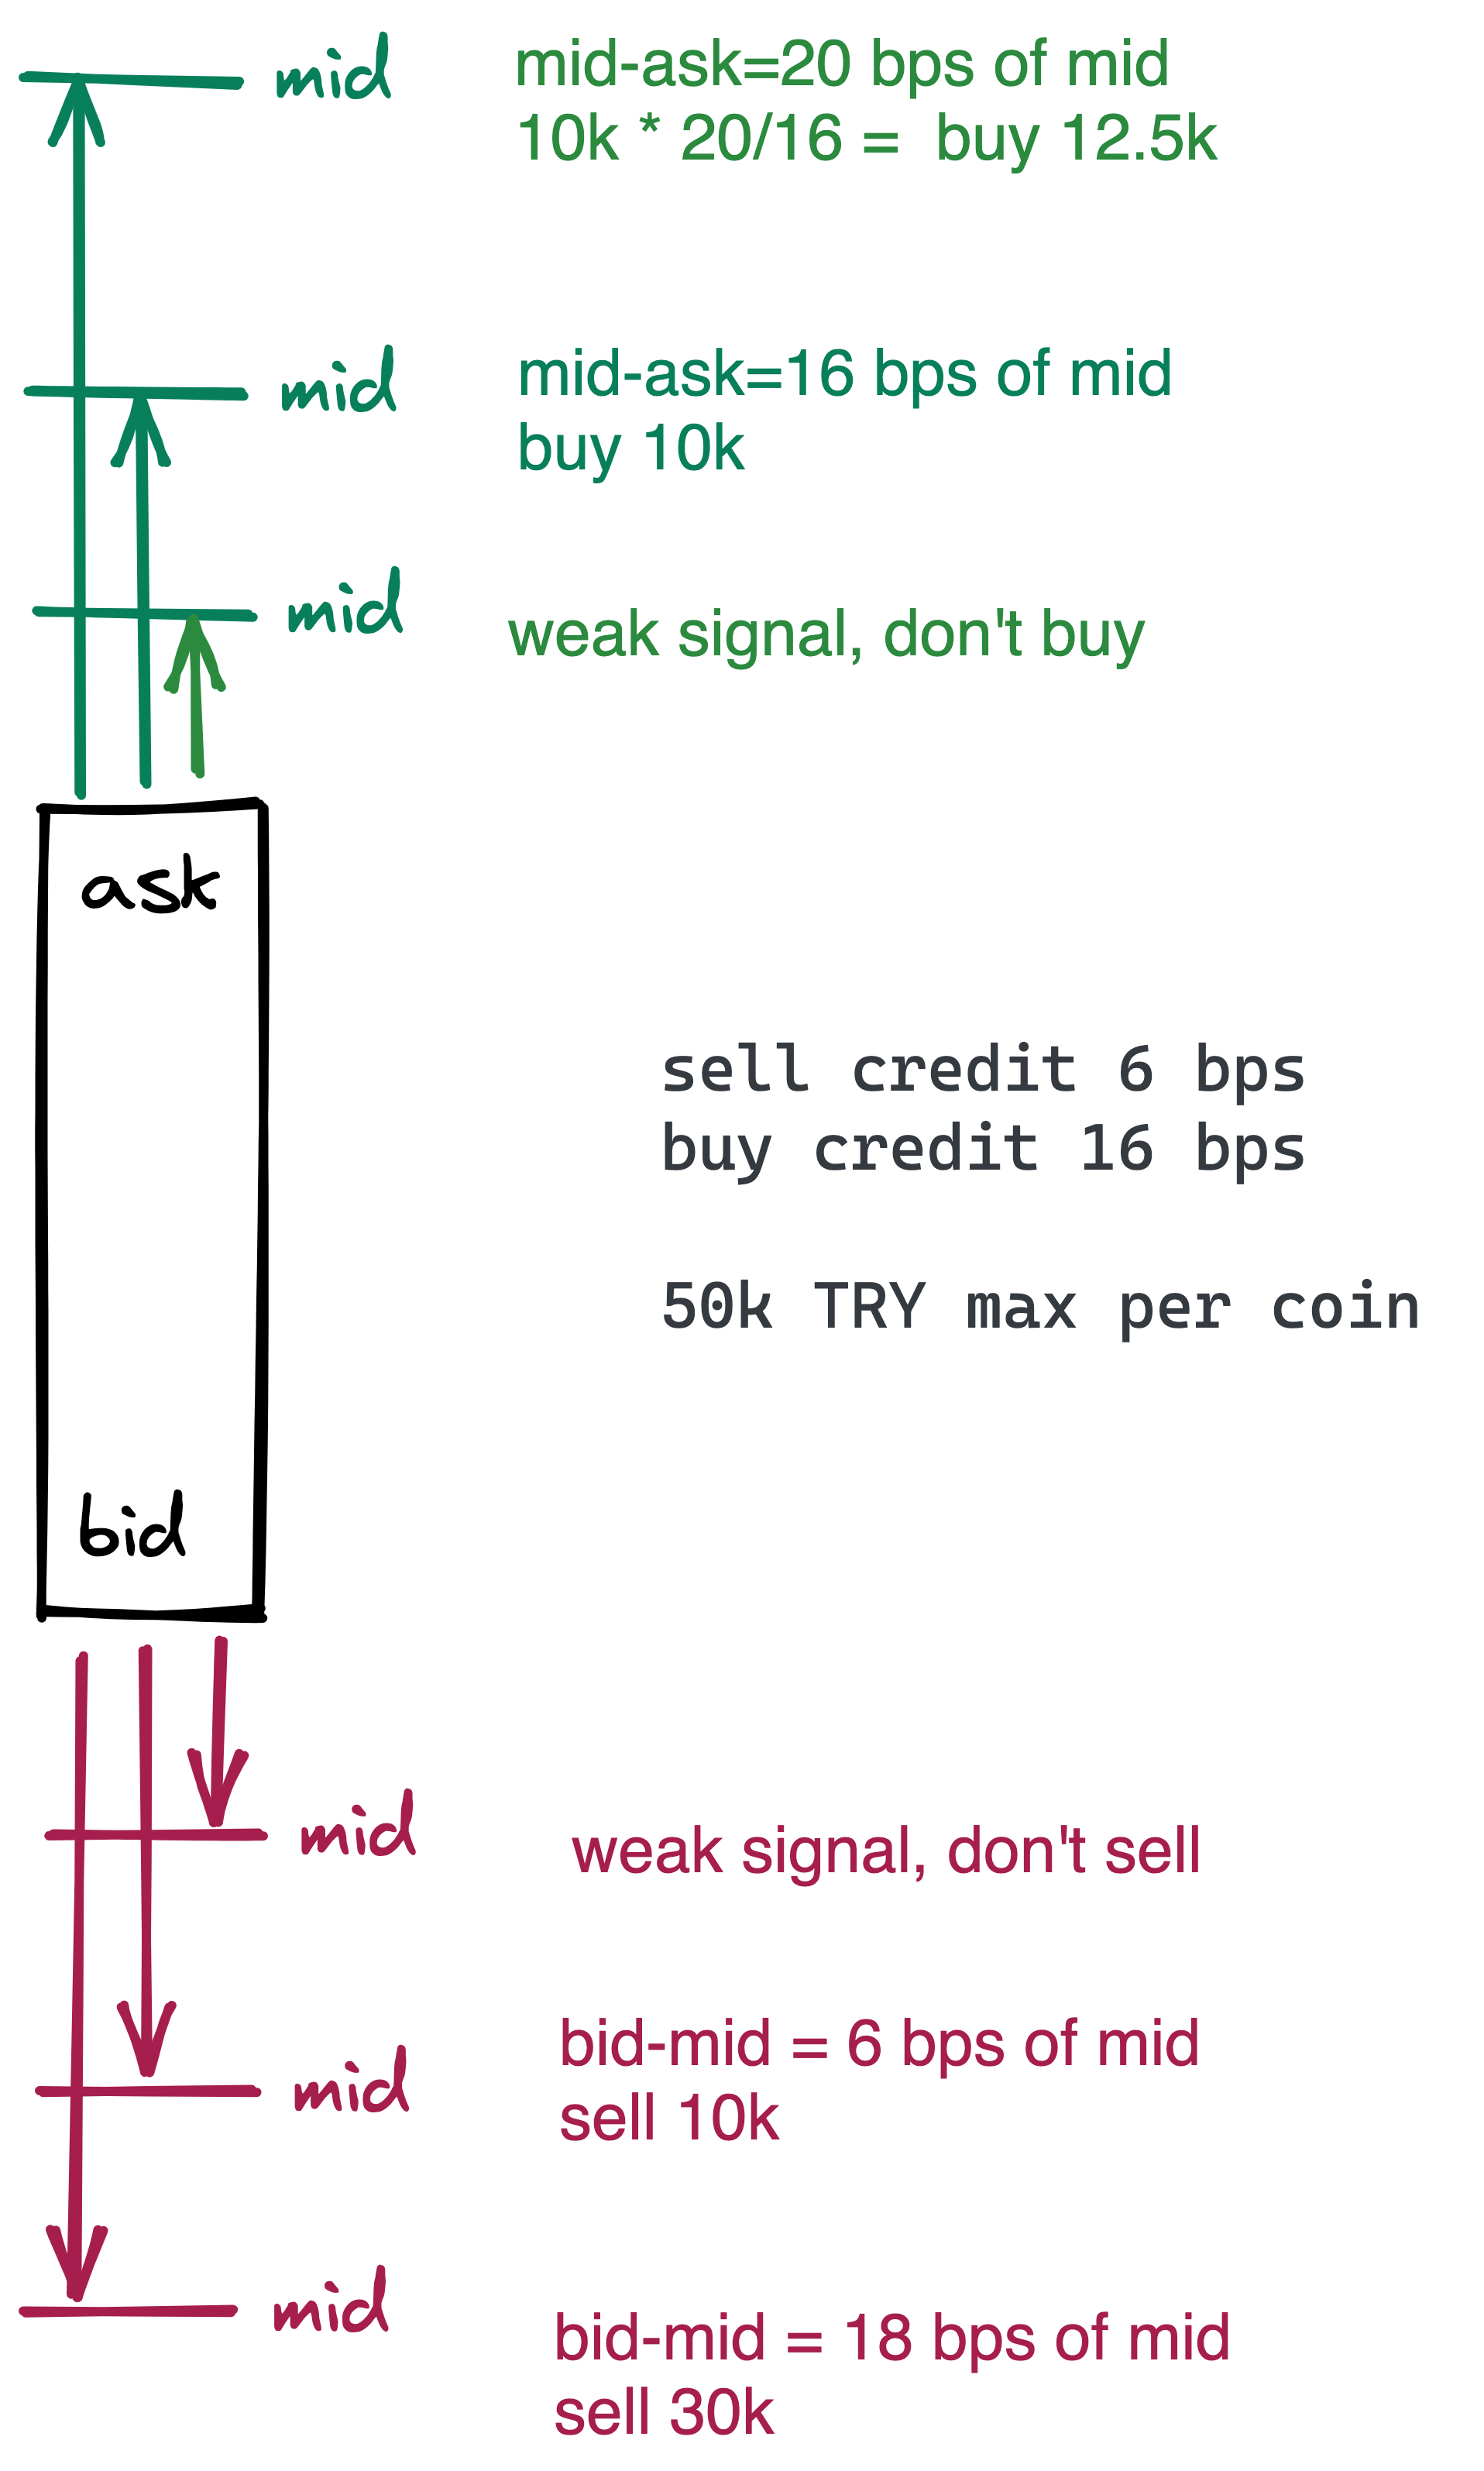 mid
mid-ask=20 bps of mid
10k * 20/16 =  buy 12.5k
mid
mid-ask=16 bps of mid
buy 10k
mid
weak signal, don't buy
ask
sell credit 6 bps
buy credit 16 bps
50k TRY max per coin
bid
mid
weak signal, don't sell
mid
bid-mid = 6 bps of mid
sell 10k
mid
bid-mid = 18 bps of mid
sell 30k